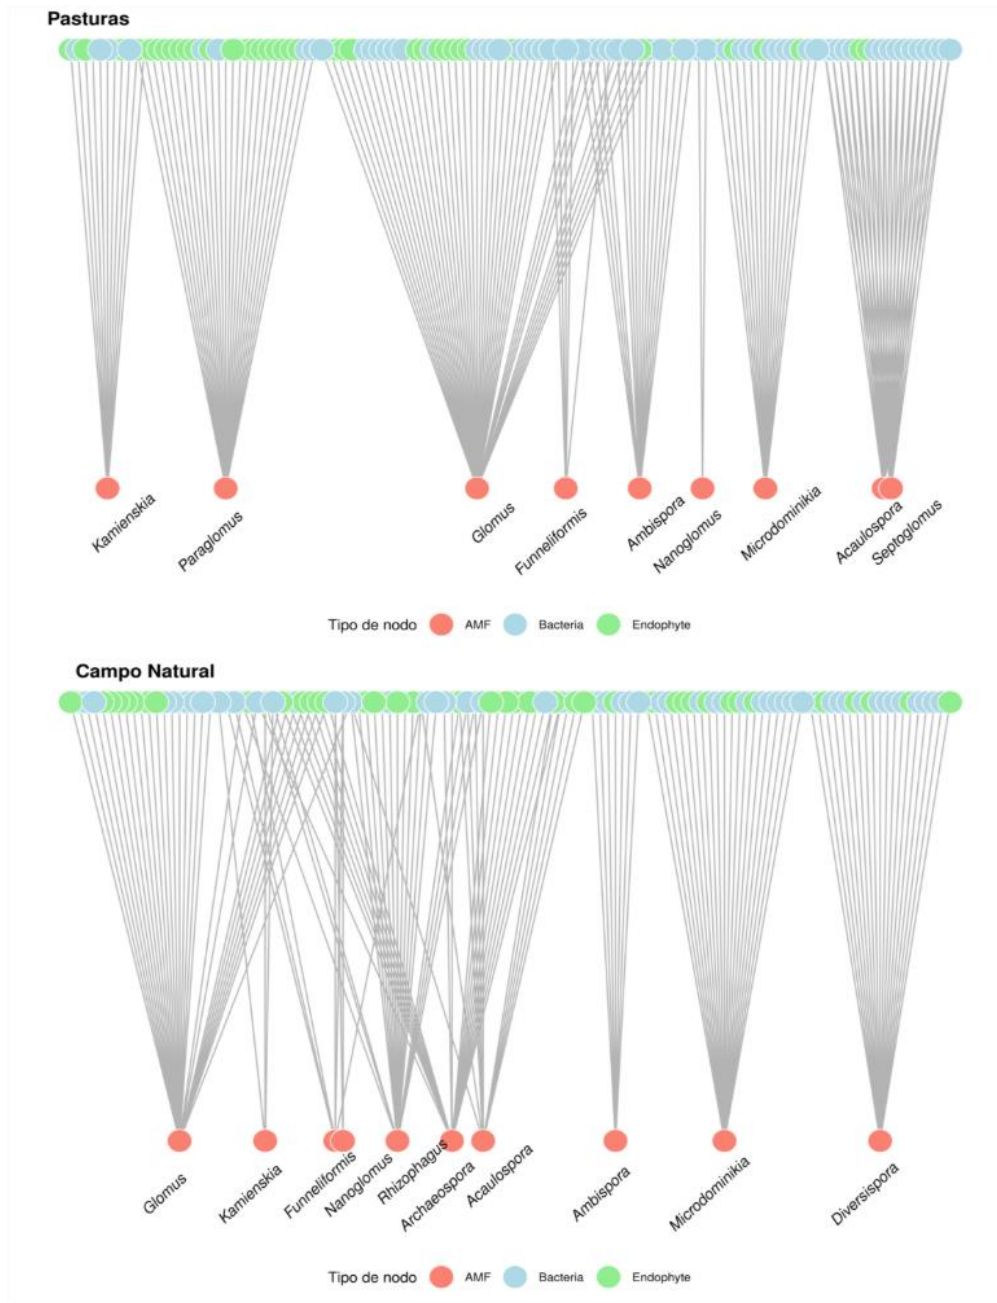 Pasturas
Kamienskia
Paraglomus
Glomus
Funneliformis
Ambispora
Nanoglomus
Microdominikia
Acaulospora
Septoglomus
Tipo de nodo AMF Bacteria Endophyte
Campo Natural
Glomus
Kamienskia
Funneliformis
Nanoglomus
Rhizophagus
Archaeospora
Acaulospora
Ambispora
Microdominikia
Diversispora
Tipo de nodo AMF Bacteria Endophyte